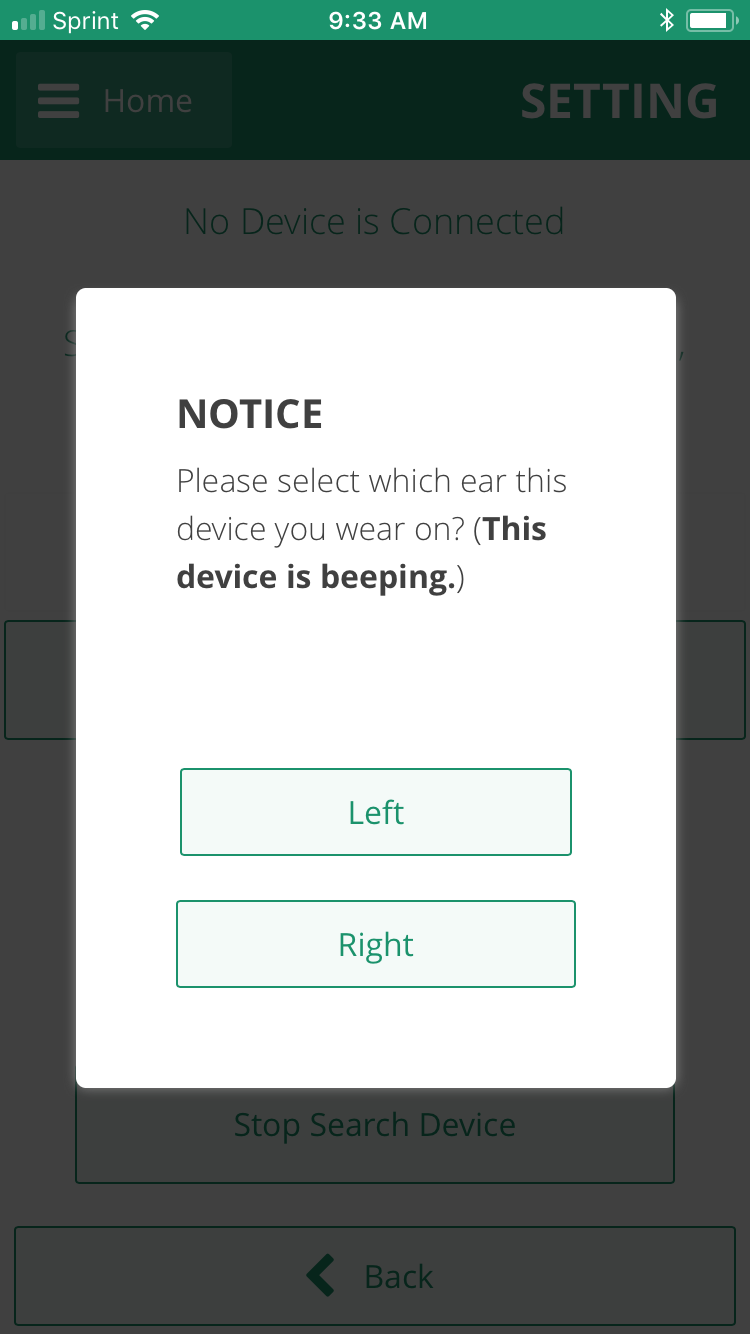 Sprint 9:33 AM
Home SETTING
No Device is Connected
NOTICE
Please select which ear this
device you wear on? (This
device is beeping.)
Left
Right
Stop Search Device
Back